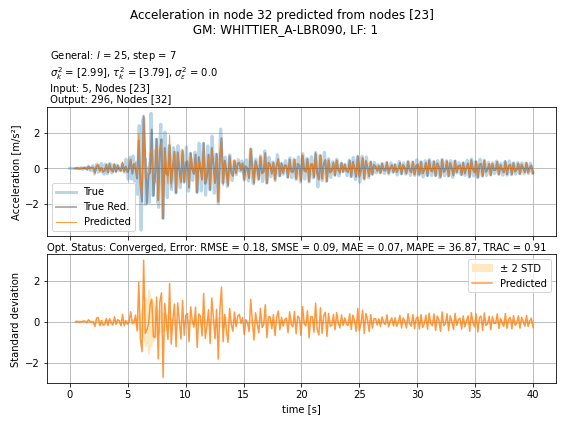 Acceleration in node 32 predicted from nodes [23]
GM: WHITTIER_A-LBR090, LF: 1
General: l = 25, step = 7
σ²ₖ = [2.99], τ²ₖ = [3.79], σ²ε = 0.0
Input: 5, Nodes [23]
Output: 296, Nodes [32]
Acceleration [m/s²]
2
0
−2
True
True Red.
Predicted
Opt. Status: Converged, Error: RMSE = 0.18, SMSE = 0.09, MAE = 0.07, MAPE = 36.87, TRAC = 0.91
Standard deviation
2
0
−2
± 2 STD
Predicted
0 5 10 15 20 25 30 35 40
time [s]